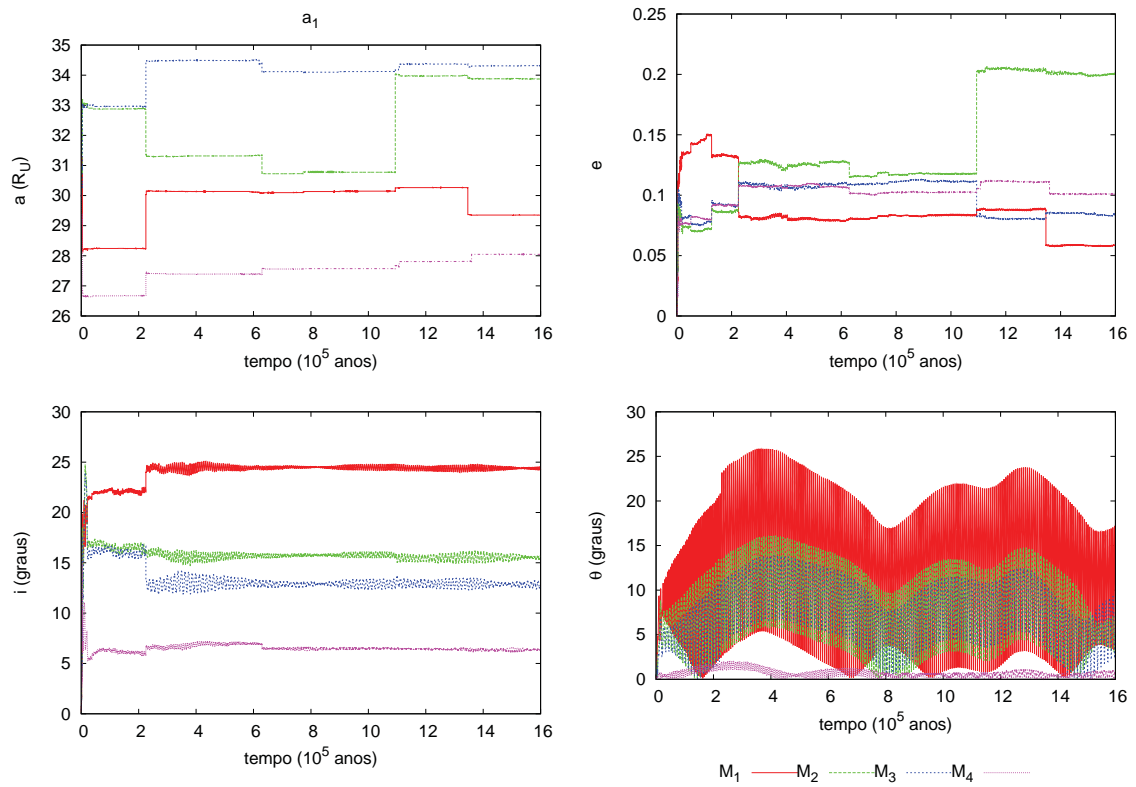 a1
a (RU)
35
34
33
32
31
30
29
28
27
26
0 2 4 6 8 10 12 14 16
tempo (10^5 anos)
e
0.25
0.2
0.15
0.1
0.05
0
0 2 4 6 8 10 12 14 16
tempo (10^5 anos)
i (graus)
30
25
20
15
10
5
0
0 2 4 6 8 10 12 14 16
tempo (10^5 anos)
θ (graus)
30
25
20
15
10
5
0
0 2 4 6 8 10 12 14 16
tempo (10^5 anos)
M1 M2 M3 M4